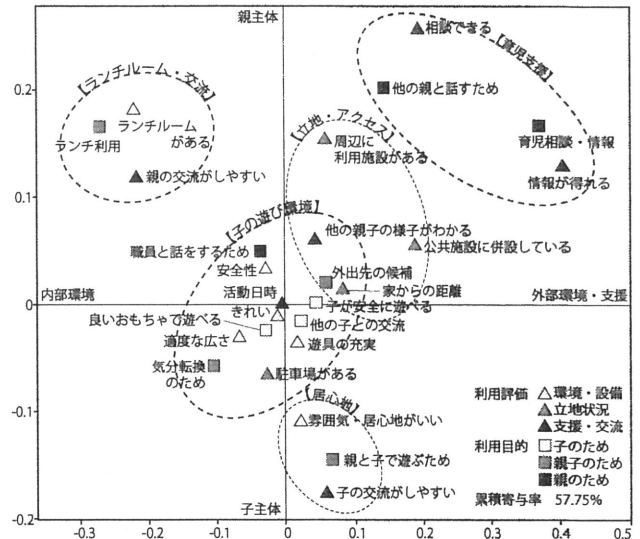 親主体
相談できる
【育児支援】
0.2
他の親と話すため
【ランチルーム・交流】
ランチルーム
がある
ランチ利用
【立地・アクセス】
周辺に
利用施設がある
育児相談・情報
親の交流がしやすい
情報が得れる
0.1
【子の遊び環境】
他の親子の様子がわかる
職員と話をするため
公共施設に併設している
安全性
外出先の候補
内部環境
活動日時
家からの距離
外部環境・支援
0
きれい
子が安全に遊べる
良いおもちゃで遊べる
他の子との交流
適度な広さ
遊具の充実
気分転換
のため
駐車場がある
【居心地】
利用評価 △環境・設備
-0.1
雰囲気・居心地がいい
▲立地状況
▲支援・交流
利用目的 □子のため
親と子で遊ぶため
■親子のため
■親のため
子の交流がしやすい
累積寄与率 57.75%
子主体
-0.2
-0.3
-0.2
-0.1
0
0.1
0.2
0.3
0.4
0.5